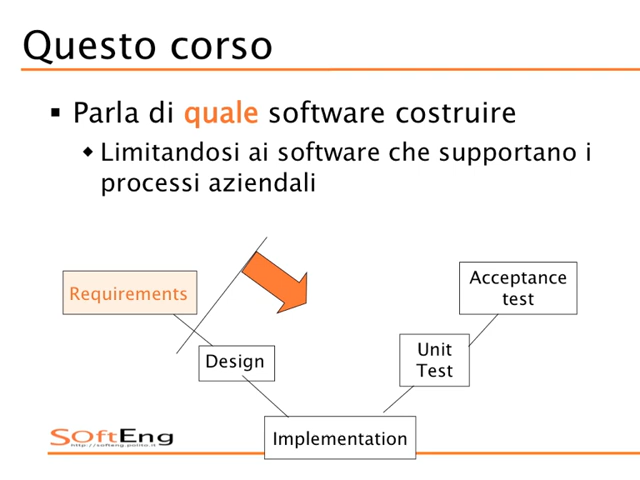 Questo corso
▪ Parla di quale software costruire
◆ Limitandosi ai software che supportano i
processi aziendali
Requirements
Acceptance
test
Design
Unit
Test
Implementation
SOftEng
http://softeng.polito.it